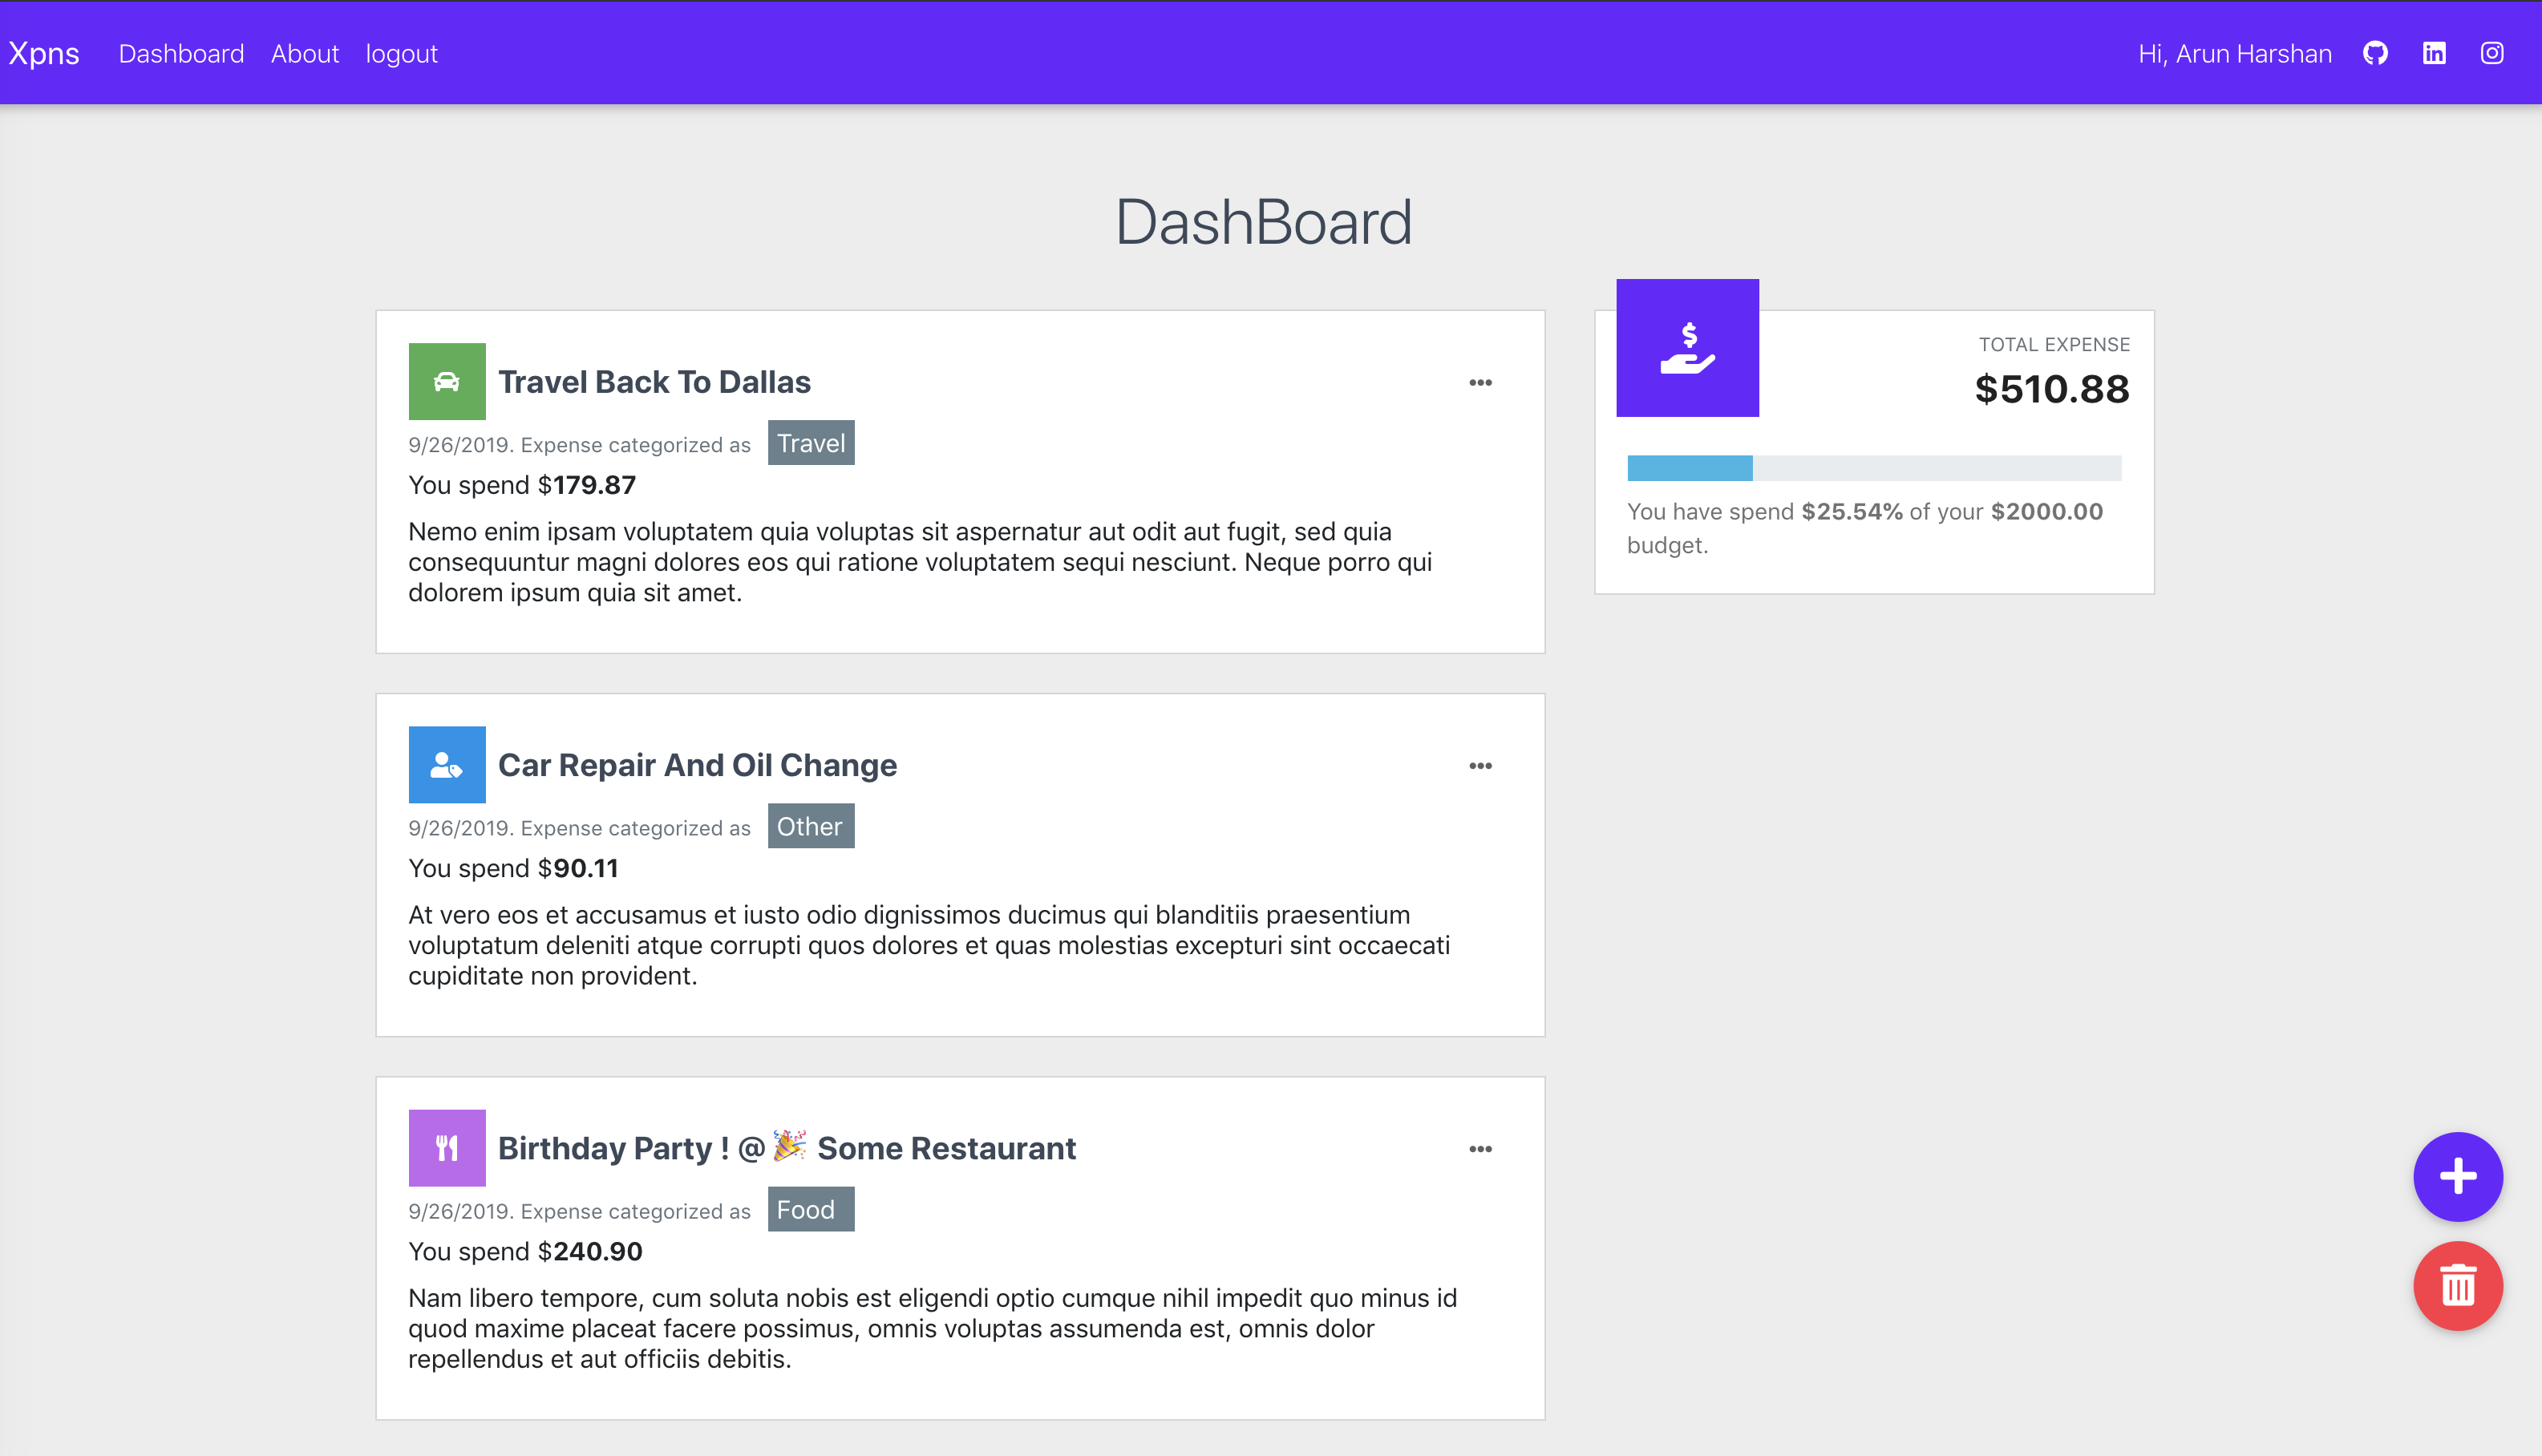 Xpns Dashboard About logout Hi, Arun Harshan
DashBoard
Travel Back To Dallas
9/26/2019. Expense categorized as Travel
You spend $179.87
Nemo enim ipsam voluptatem quia voluptas sit aspernatur aut odit aut fugit, sed quia
consequuntur magni dolores eos qui ratione voluptatem sequi nesciunt. Neque porro qui
dolorem ipsum quia sit amet.
TOTAL EXPENSE
$510.88
You have spend $25.54% of your $2000.00
budget.
Car Repair And Oil Change
9/26/2019. Expense categorized as Other
You spend $90.11
At vero eos et accusamus et iusto odio dignissimos ducimus qui blanditiis praesentium
voluptatum deleniti atque corrupti quos dolores et quas molestias excepturi sint occaecati
cupiditate non provident.
Birthday Party ! @🎉 Some Restaurant
9/26/2019. Expense categorized as Food
You spend $240.90
Nam libero tempore, cum soluta nobis est eligendi optio cumque nihil impedit quo minus id
quod maxime placeat facere possimus, omnis voluptas assumenda est, omnis dolor
repellendus et aut officiis debitis.